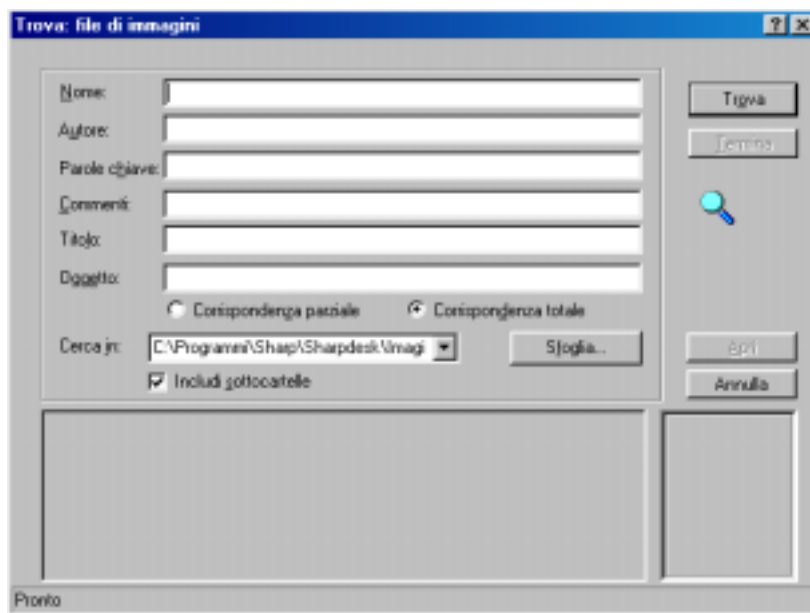 Trova: file di immagini
Nome:
Trova
Autore:
Termina
Parole chiave:
Commenti:
Titolo:
Oggetto:
Corrispondenza parziale
Corrispondenza totale
Cerca in:
C:\Programmi\Sharp\Sharpdesk\Imagi
Sfoglia...
Apri
Includi sottocartelle
Annulla
Pronto